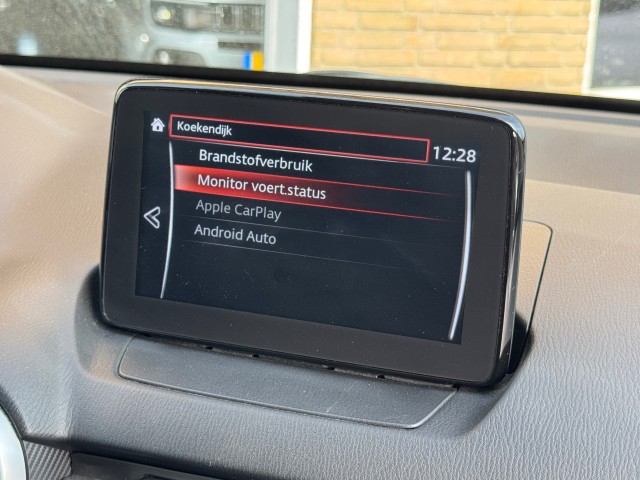 Koekendijk
12:28
Brandstofverbruik
Monitor voert.status
Apple CarPlay
Android Auto